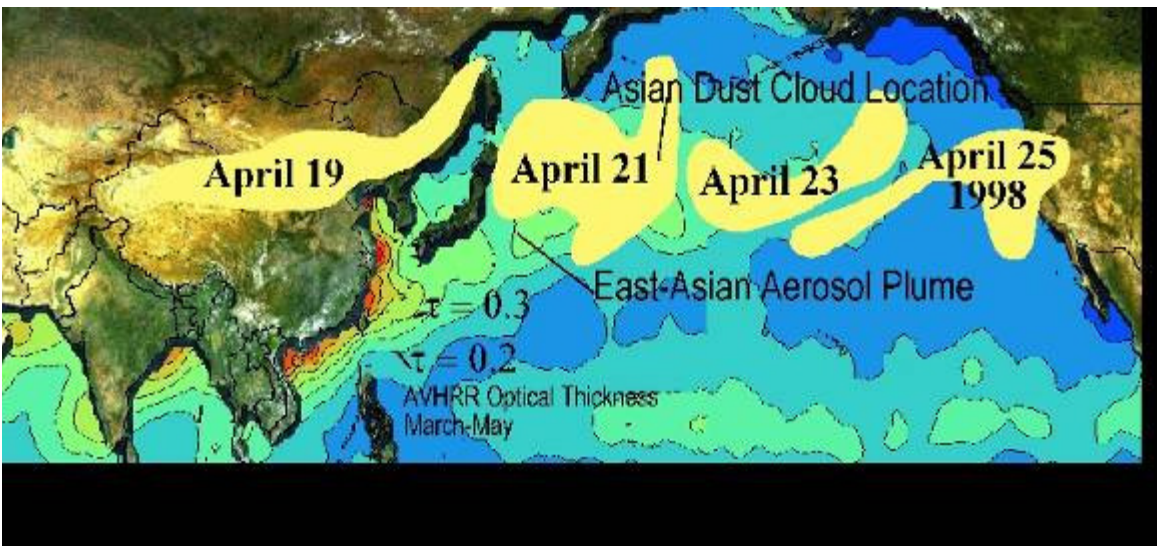 Asian Dust Cloud Location
April 19
April 21
April 23
April 25
1998
East-Asian Aerosol Plume
τ = 0.3
τ = 0.2
AVHRR Optical Thickness
March-May